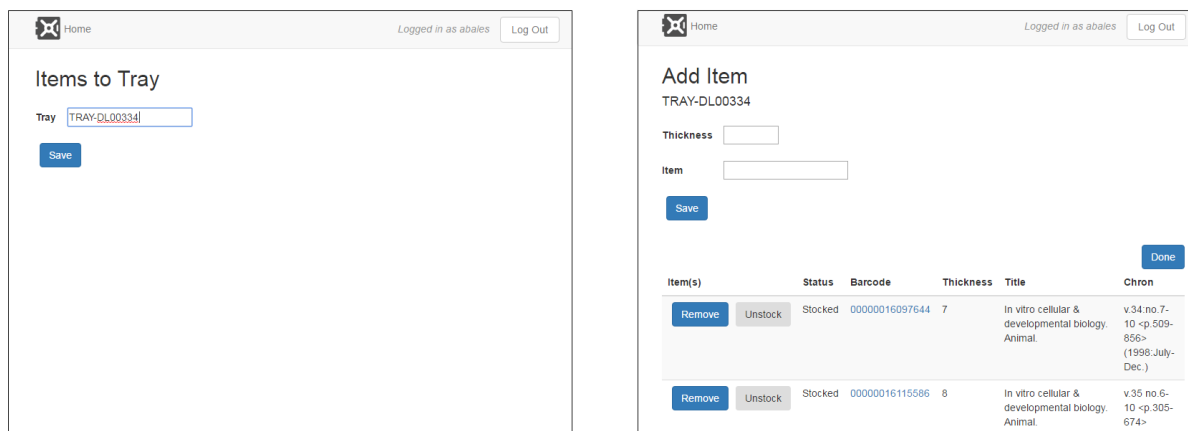 Home Logged in as abales Log Out
Items to Tray
Tray TRAY-DL00334
Save
Home Logged in as abales Log Out
Add Item
TRAY-DL00334
Thickness
Item
Save
Done
Item(s) Status Barcode Thickness Title Chron
Remove Unstock Stocked 00000016097644 7 In vitro cellular & v.34:no.7-
developmental biology. 10 <p.509-
Animal. 856>
(1998:July-
Dec.)
Remove Unstock Stocked 00000016115586 8 In vitro cellular & v.35 no.6-
developmental biology. 10 <p.305-
Animal. 674>